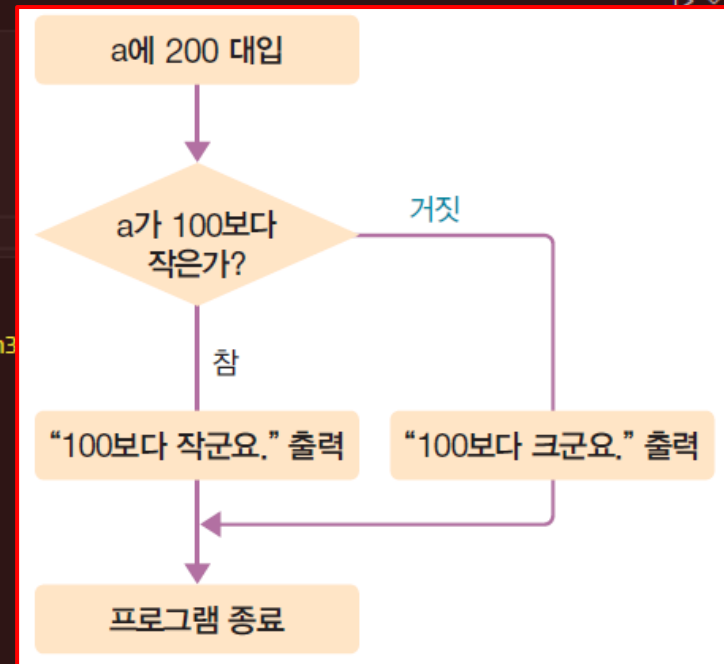 a에 200 대입
a가 100보다
작은가?
거짓
참
“100보다 작군요.” 출력
“100보다 크군요.” 출력
프로그램 종료